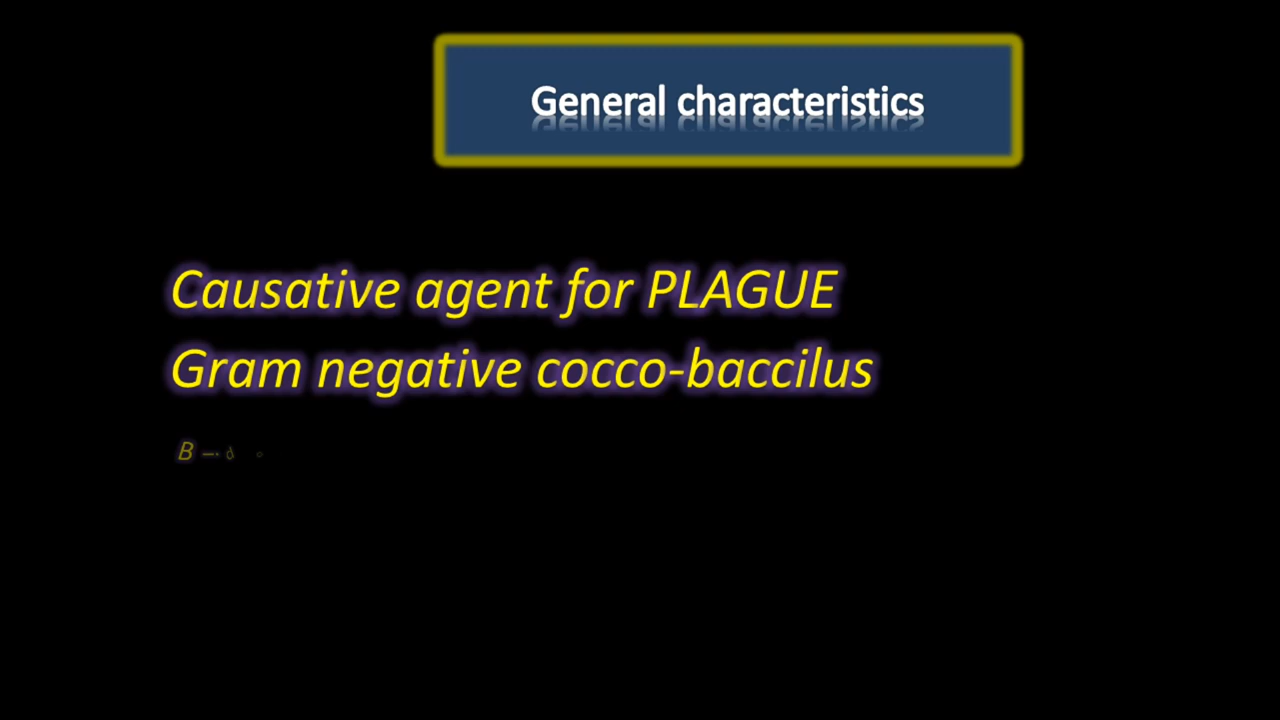 General characteristics
Causative agent for PLAGUE
Gram negative cocco-baccilus
B